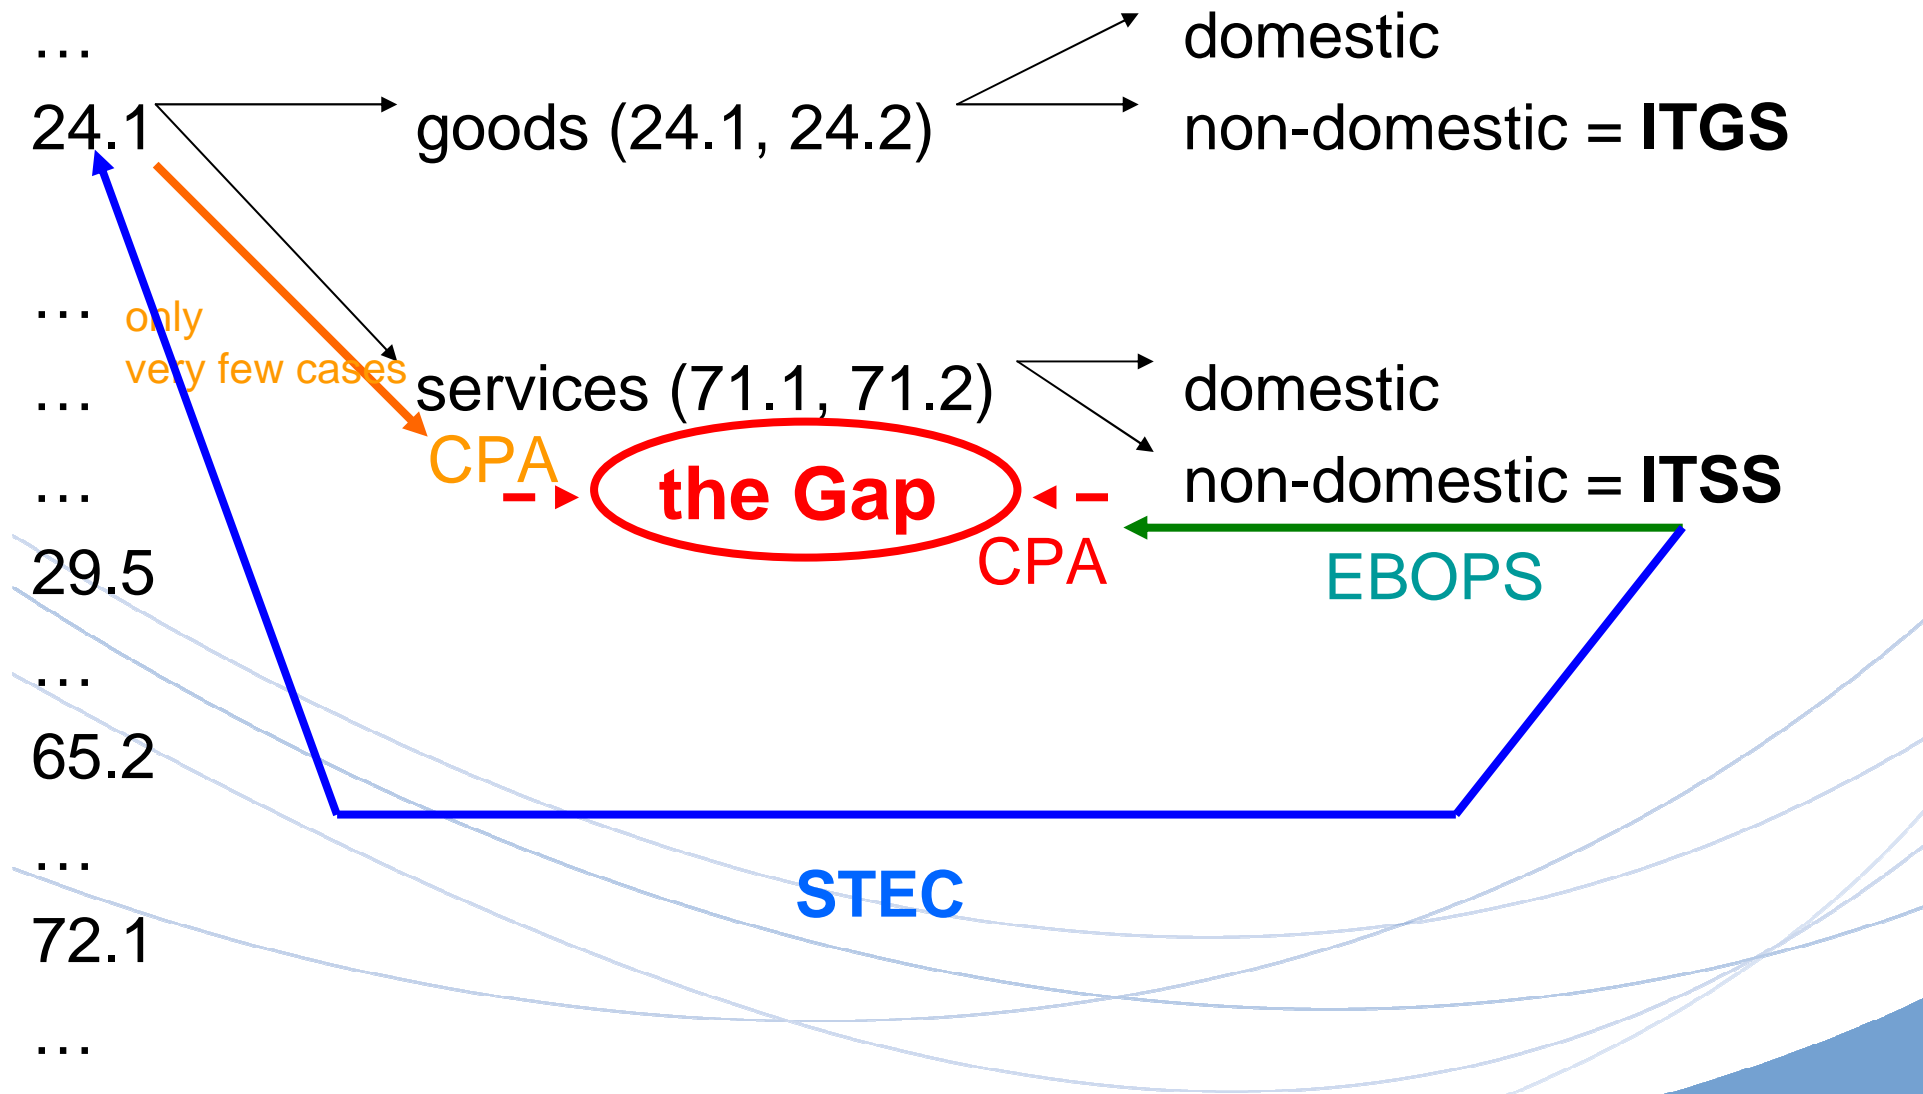 … domestic
24.1 goods (24.1, 24.2) non-domestic = ITGS
… only
very few cases
… services (71.1, 71.2) domestic
CPA
… the Gap non-domestic = ITSS
29.5 CPA EBOPS
…
65.2
…
STEC
72.1
…